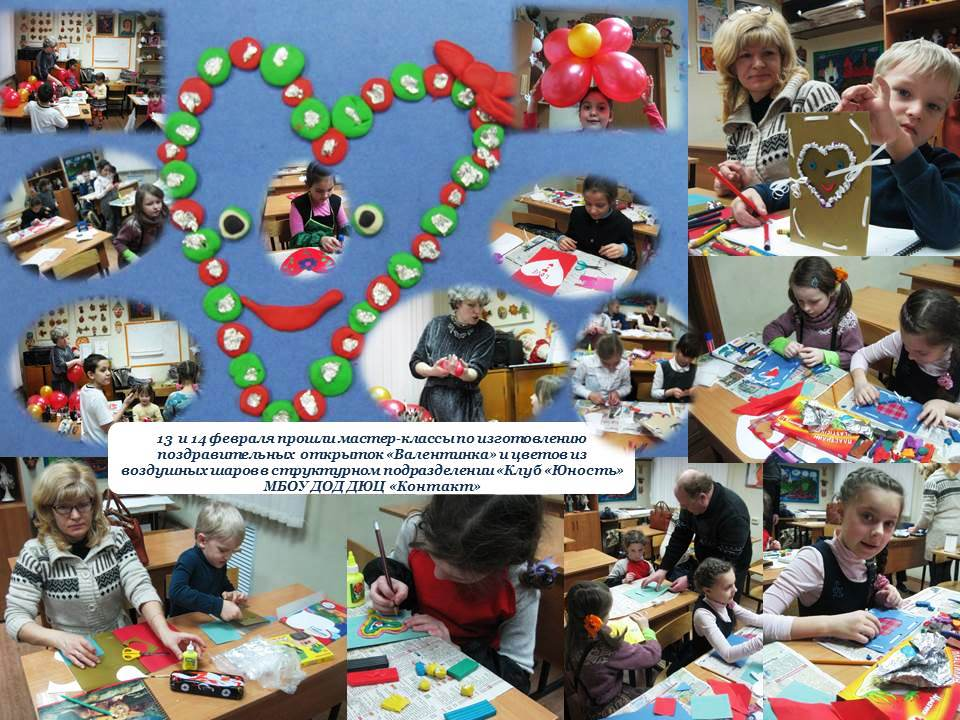 13 и 14 февраля прошли мастер-классы по изготовлению
поздравительных открыток «Валентинка» и цветов из
воздушных шаров в структурном подразделении «Клуб «Юность»
МБОУ ДОД ДЮЦ «Контакт»